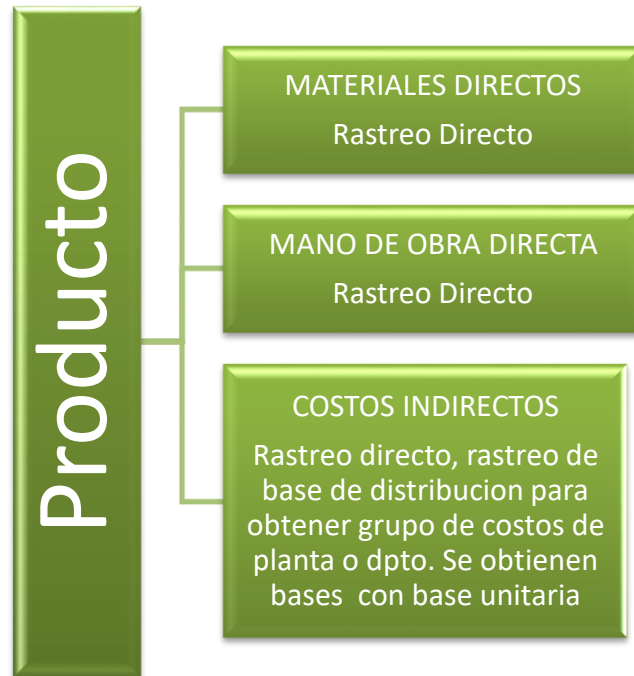 Producto
MATERIALES DIRECTOS
Rastreo Directo
MANO DE OBRA DIRECTA
Rastreo Directo
COSTOS INDIRECTOS
Rastreo directo, rastreo de
base de distribucion para
obtener grupo de costos de
planta o dpto. Se obtienen
bases con base unitaria